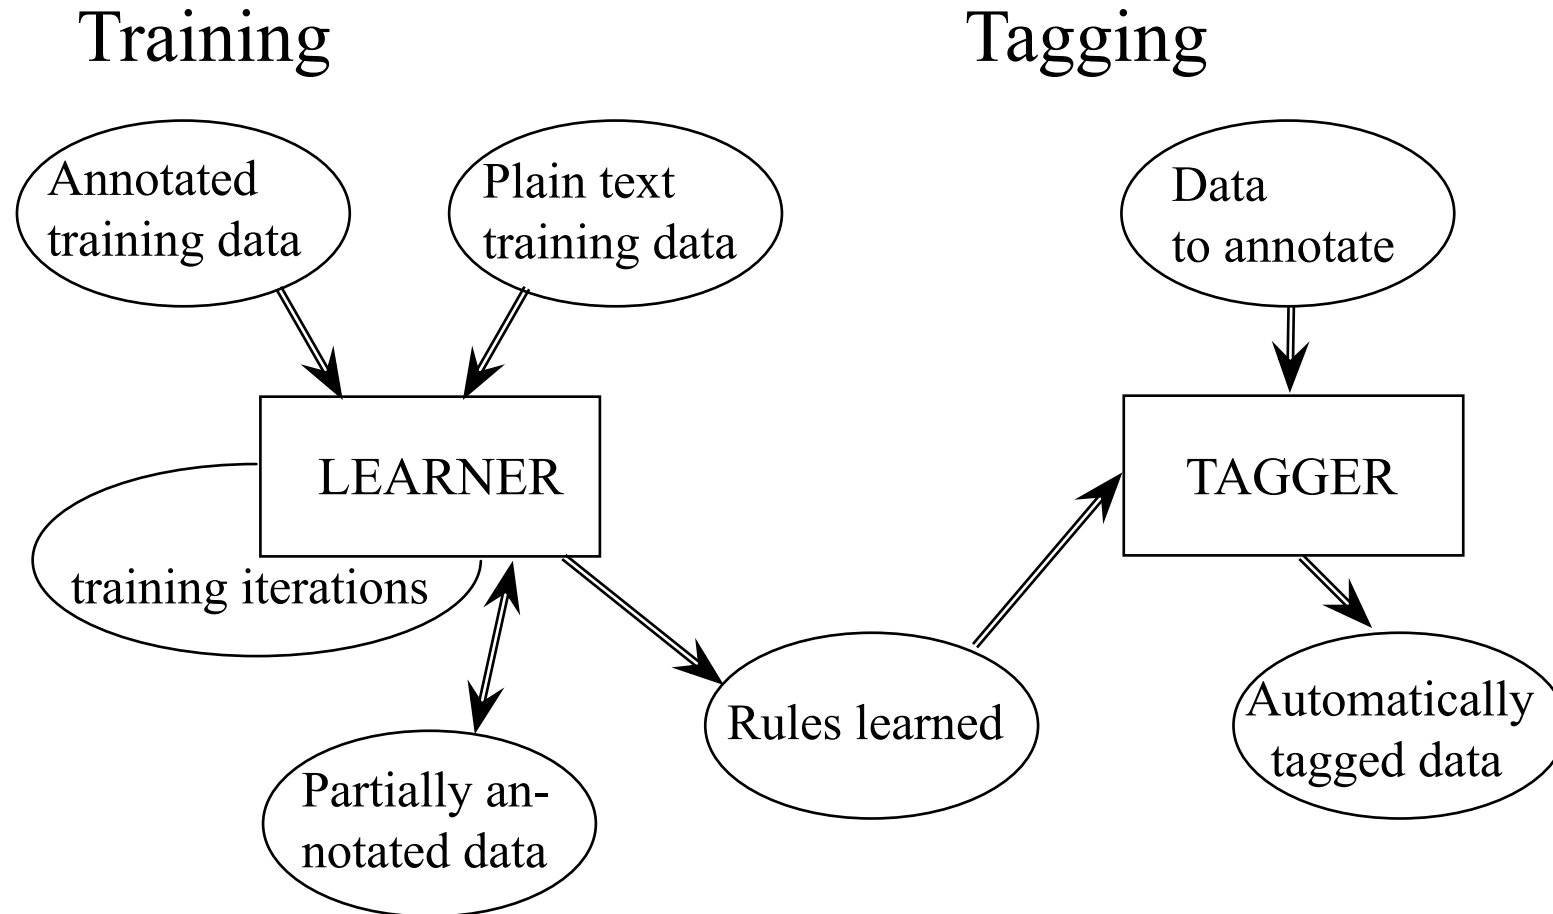 Training
Tagging
Annotated
training data
Plain text
training data
Data
to annotate
LEARNER
TAGGER
training iterations
Rules learned
Automatically
tagged data
Partially an-
notated data